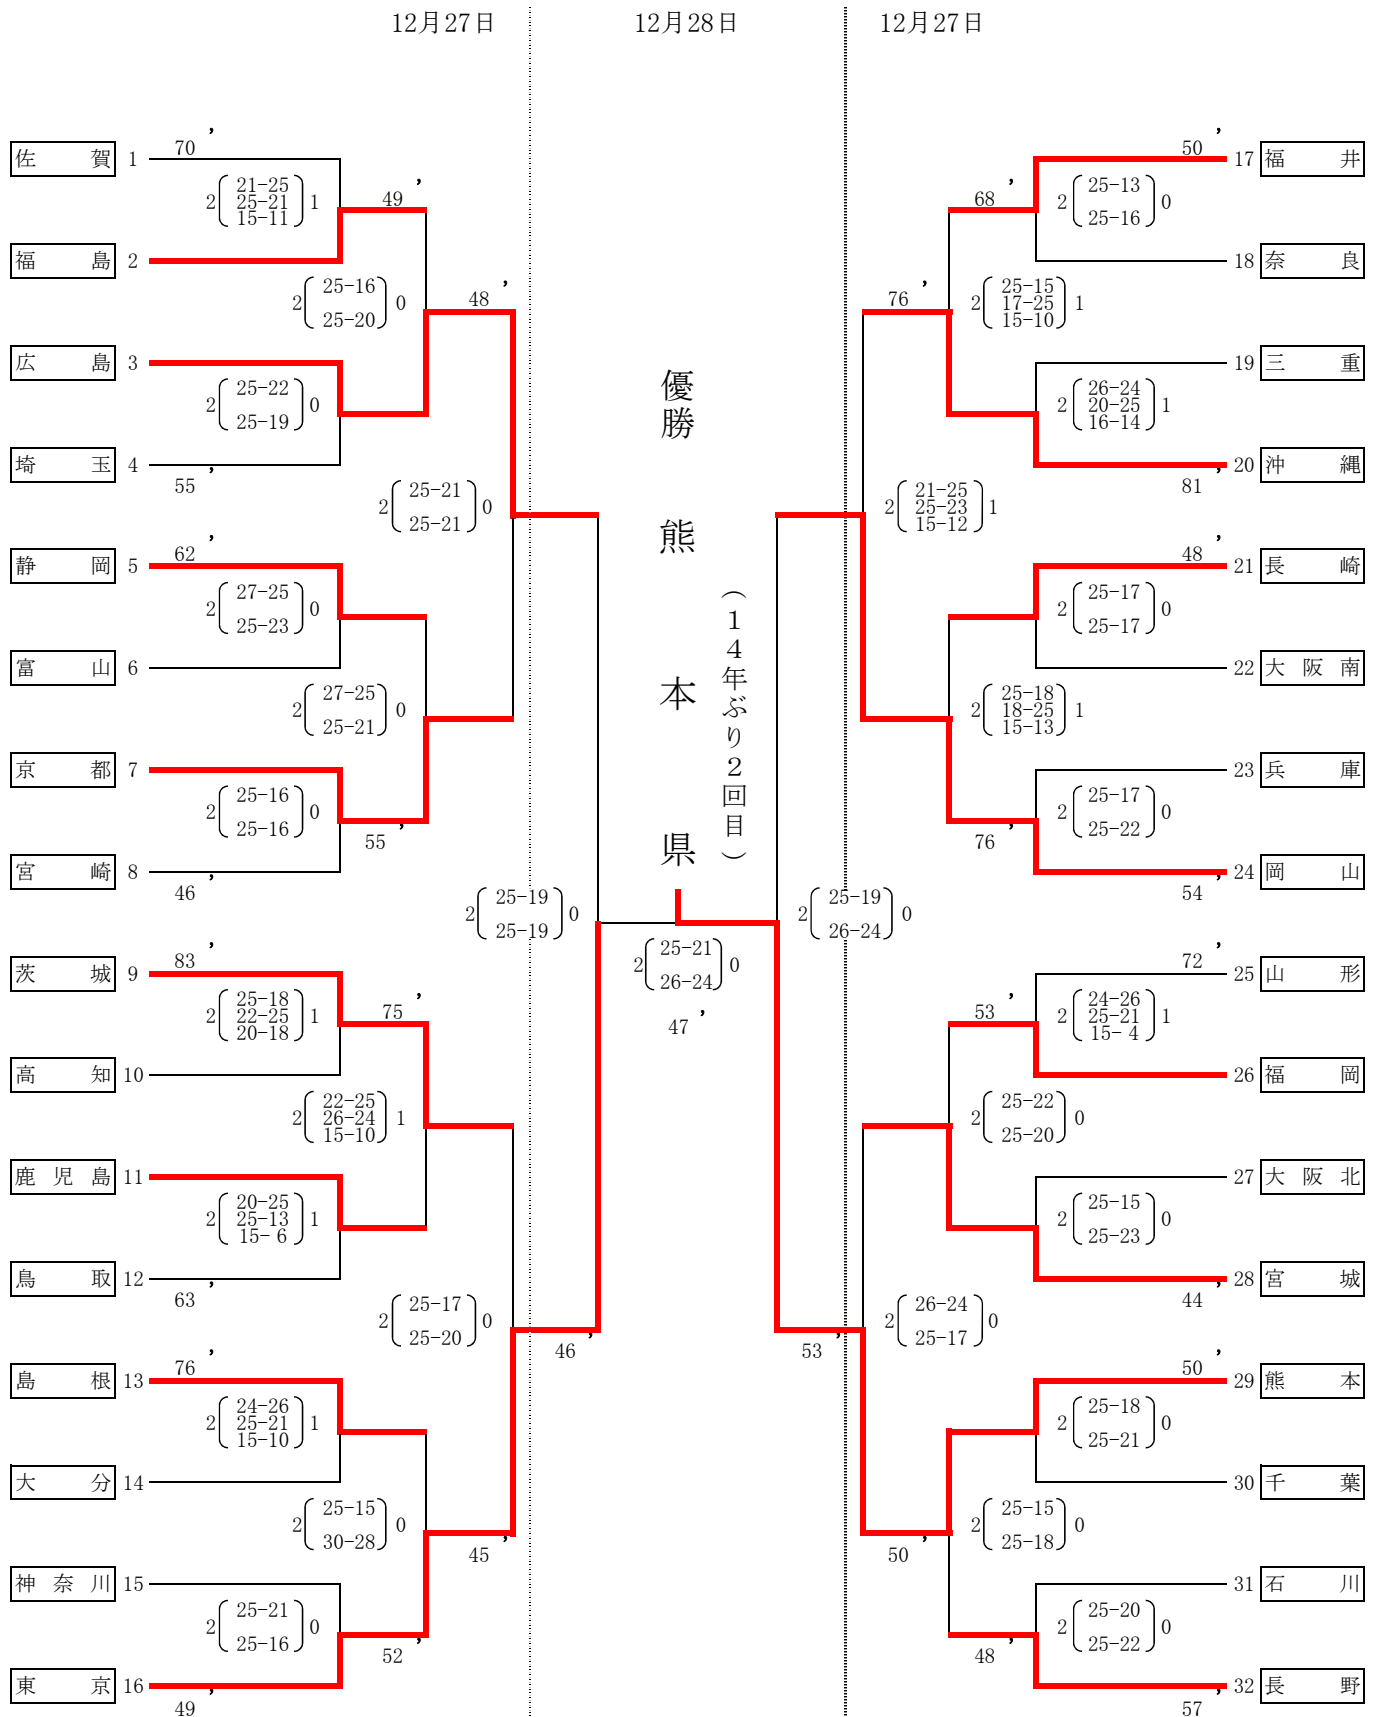 12月27日 12月28日 12月27日
佐賀 1
70’
2 21-25 25-21 15-11 1
福島 2
49’
2 25-16 25-20 0
広島 3
2 25-22 25-19 0
埼玉 4
55’
48’
2 25-21 25-21 0
静岡 5
62’
2 27-25 25-23 0
富山 6
2 27-25 25-21 0
京都 7
2 25-16 25-16 0
55’
宮崎 8
46’
2 25-19 25-19 0
茨城 9
83’
2 25-18 22-25 20-18 1
75’
高知 10
2 22-25 26-24 15-10 1
鹿児島 11
2 20-25 25-13 15- 6 1
鳥取 12
63’
2 25-17 25-20 0
46’
島根 13
76’
2 24-26 25-21 15-10 1
大分 14
2 25-15 30-28 0
45’
神奈川 15
2 25-21 25-16 0
52’
東京 16
49’
優勝 熊本県
(14年ぶり2回目)
2 25-21 26-24 0
47’
50’
17 福井
2 25-13 25-16 0
68’
18 奈良
76’
2 25-15 17-25 15-10 1
19 三重
2 26-24 20-25 16-14 1
20 沖縄
81’
2 21-25 25-23 15-12 1
48’
21 長崎
2 25-17 25-17 0
22 大阪南
2 25-18 18-25 15-13 1
23 兵庫
2 25-17 25-22 0
76’
24 岡山
54’
2 25-19 26-24 0
72’
25 山形
2 24-26 25-21 15- 4 1
53’
26 福岡
2 25-22 25-20 0
27 大阪北
2 25-15 25-23 0
28 宮城
44’
2 26-24 25-17 0
53’
50’
29 熊本
2 25-18 25-21 0
30 千葉
2 25-15 25-18 0
50’
31 石川
2 25-20 25-22 0
48’
32 長野
57’